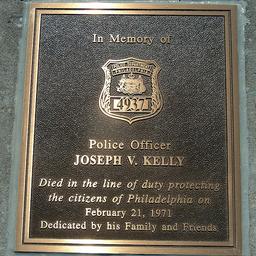 In Memory of
4937
Police Officer
JOSEPH V. KELLY
Died in the line of duty protecting
the citizens of Philadelphia on
February 21, 1971
Dedicated by his Family and Friends